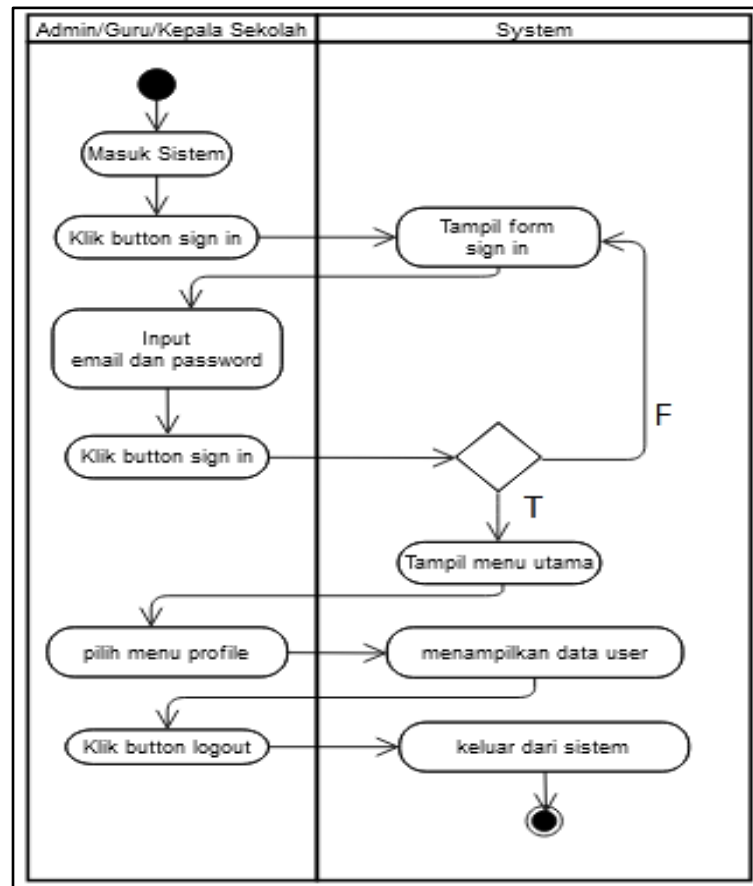 Admin/Guru/Kepala Sekolah
System
Masuk Sistem
Klik button sign in
Tampil form
sign in
Input
email dan password
Klik button sign in
F
T
Tampil menu utama
pilih menu profile
menampilkan data user
Klik button logout
keluar dari sistem